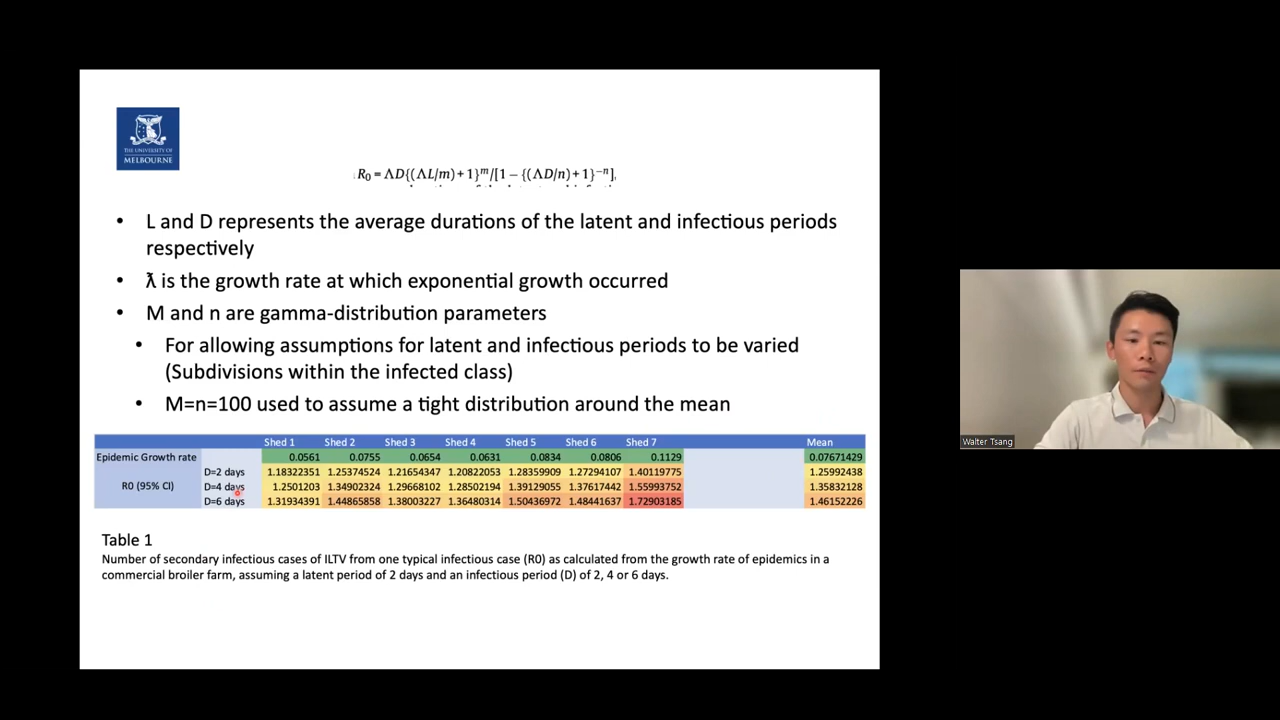 THE UNIVERSITY OF
MELBOURNE
R₀ = ΛD{(ΛL/m)+1}ᵐ/[1 − {(ΛD/n)+1}⁻ⁿ],
• L and D represents the average durations of the latent and infectious periods
respectively
• ƛ is the growth rate at which exponential growth occurred
• M and n are gamma-distribution parameters
• For allowing assumptions for latent and infectious periods to be varied
(Subdivisions within the infected class)
• M=n=100 used to assume a tight distribution around the mean
Shed 1 Shed 2 Shed 3 Shed 4 Shed 5 Shed 6 Shed 7 Mean
Epidemic Growth rate 0.0561 0.0755 0.0654 0.0631 0.0834 0.0806 0.1129 0.07671429
D=2 days 1.18322351 1.25374524 1.21654347 1.20822053 1.28359909 1.27294107 1.40119775 1.25992438
R0 (95% CI) D=4 days 1.2501203 1.34902324 1.29668102 1.28502194 1.39129055 1.37617442 1.55993752 1.35832128
D=6 days 1.31934391 1.44865858 1.38003227 1.36480314 1.50436972 1.48441637 1.72903185 1.46152226
Table 1
Number of secondary infectious cases of ILTV from one typical infectious case (R0) as calculated from the growth rate of epidemics in a
commercial broiler farm, assuming a latent period of 2 days and an infectious period (D) of 2, 4 or 6 days.
Walter Tsang